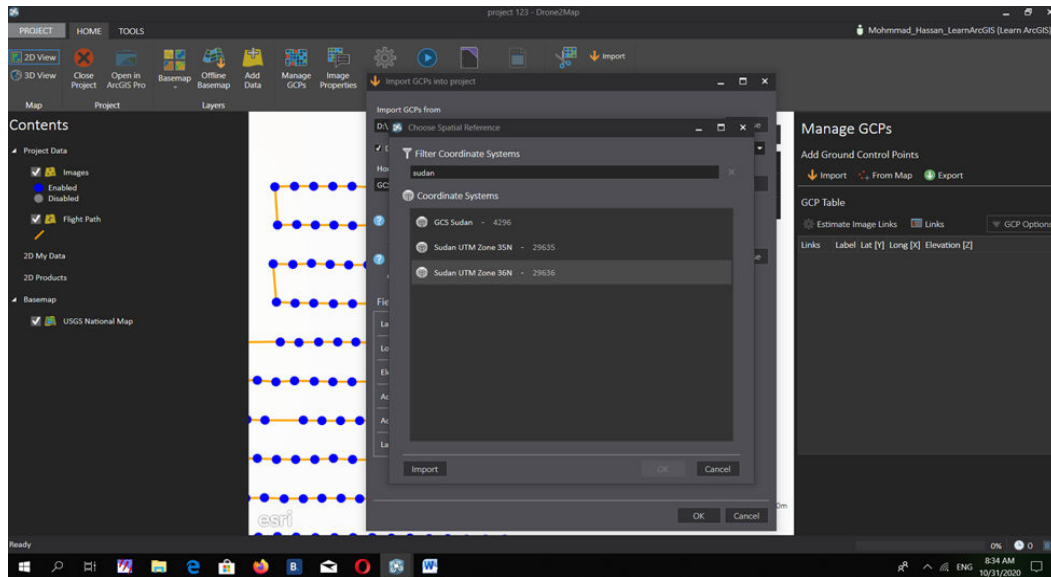 project 123 - Drone2Map
PROJECT HOME TOOLS
Mohmmad_Hassan_LearnArcGIS (Learn ArcGIS)
2D View
3D View
Close Project
Open in ArcGIS Pro
Basemap
Offline Basemap
Add Data
Manage GCPs
Image Properties
Import
Map Project Layers
Contents
Project Data
Images
Enabled
Disabled
Flight Path
2D My Data
2D Products
Basemap
USGS National Map
Import GCPs into project
Import GCPs from
D:\
Choose Spatial Reference
Filter Coordinate Systems
sudan
Coordinate Systems
GCS Sudan - 4296
Sudan UTM Zone 35N - 29635
Sudan UTM Zone 36N - 29636
Import OK Cancel
OK Cancel
esri
Manage GCPs
Add Ground Control Points
Import From Map Export
GCP Table
Estimate Image Links Links GCP Options
Links Label Lat [Y] Long [X] Elevation [Z]
Ready
0% 0
ENG
8:34 AM
10/31/2020